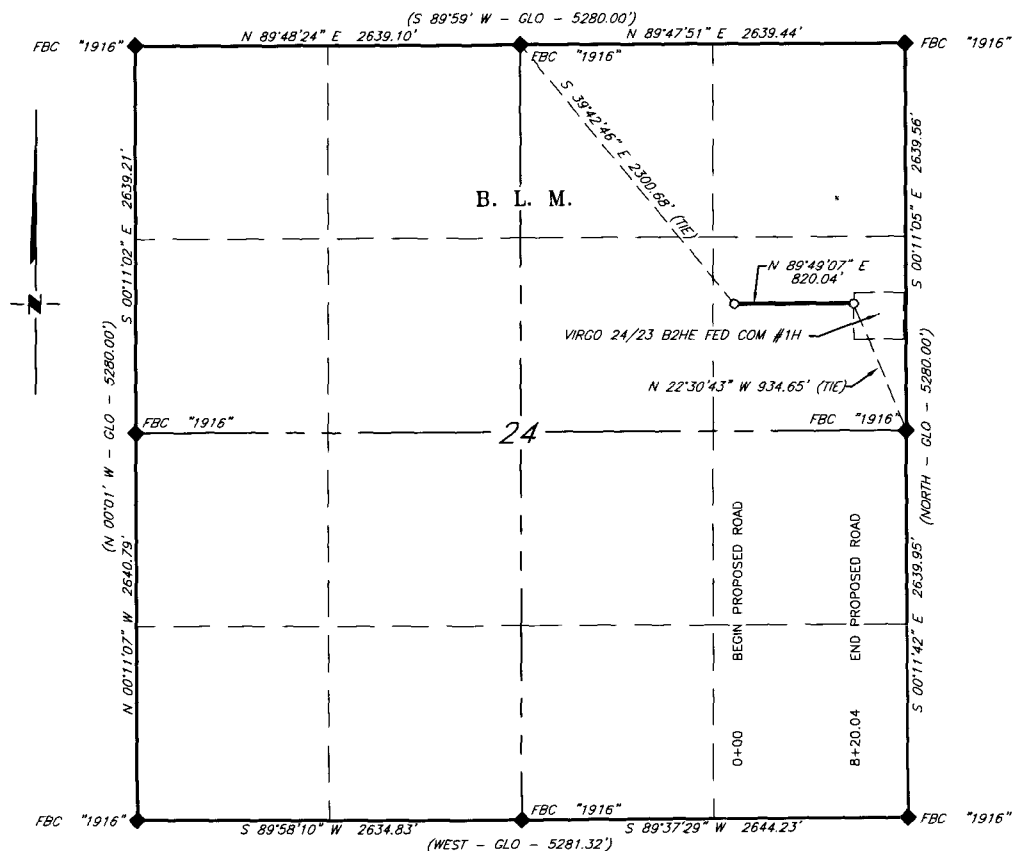 (S 89°59' W - GLO - 5280.00')
N 89°48'24" E 2639.10'
N 89°47'51" E 2639.44'
FBC "1916"
FBC "1916"
FBC "1916"
S 39°42'46" E 2300.68' (TIE)
S 00°11'02" E 2639.21'
S 00°11'05" E 2639.56'
B. L. M.
N
N 89°49'07" E
820.04'
VIRGO 24/23 B2HE FED COM #1H
N 22°30'43" W 934.65' (TIE)
FBC "1916"
24
FBC "1916"
(N 00°01' W - GLO - 5280.00')
(NORTH - GLO - 5280.00')
N 00°11'07" W 2640.79'
S 00°11'42" E 2639.95'
0+00 BEGIN PROPOSED ROAD
8+20.04 END PROPOSED ROAD
FBC "1916"
FBC "1916"
FBC "1916"
S 89°58'10" W 2634.83'
S 89°37'29" W 2644.23'
(WEST - GLO - 5281.32')